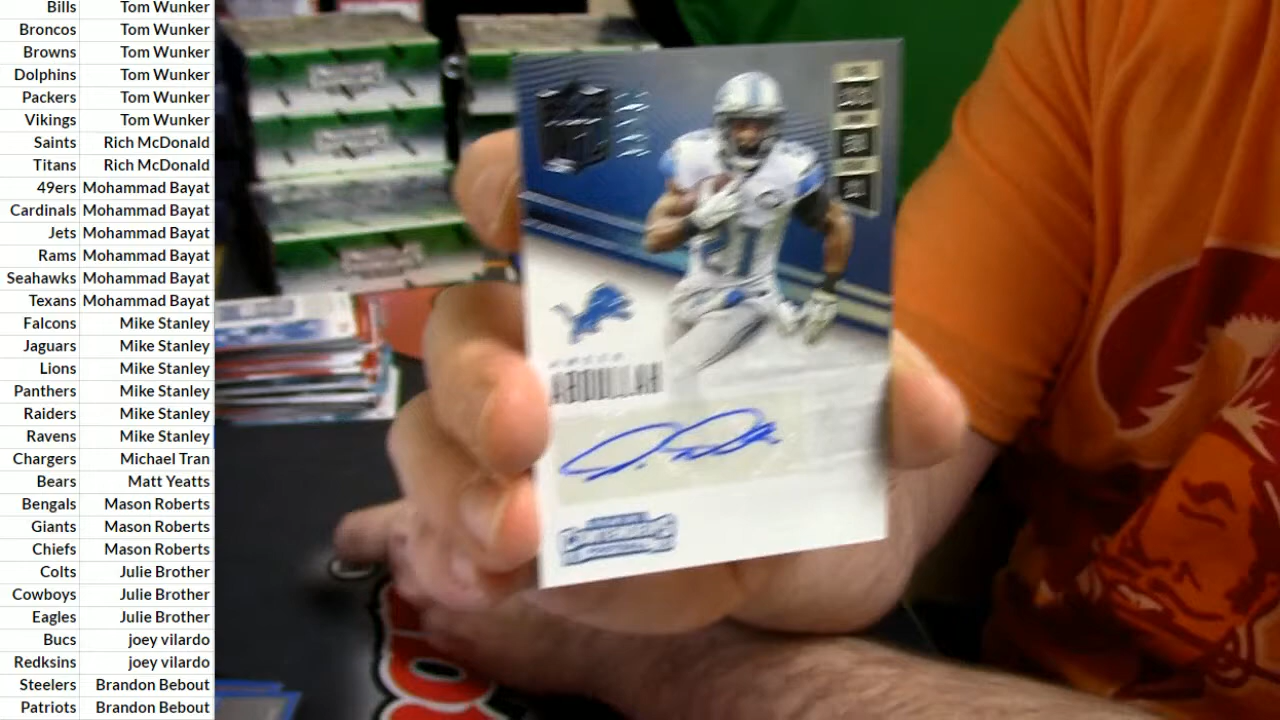 Bills Tom Wunker
Broncos Tom Wunker
Browns Tom Wunker
Dolphins Tom Wunker
Packers Tom Wunker
Vikings Tom Wunker
Saints Rich McDonald
Titans Rich McDonald
49ers Mohammad Bayat
Cardinals Mohammad Bayat
Jets Mohammad Bayat
Rams Mohammad Bayat
Seahawks Mohammad Bayat
Texans Mohammad Bayat
Falcons Mike Stanley
Jaguars Mike Stanley
Lions Mike Stanley
Panthers Mike Stanley
Raiders Mike Stanley
Ravens Mike Stanley
Chargers Michael Tran
Bears Matt Yeatts
Bengals Mason Roberts
Giants Mason Roberts
Chiefs Mason Roberts
Colts Julie Brother
Cowboys Julie Brother
Eagles Julie Brother
Bucs joey vilardo
Redksins joey vilardo
Steelers Brandon Bebout
Patriots Brandon Bebout
21
ABDULLAH